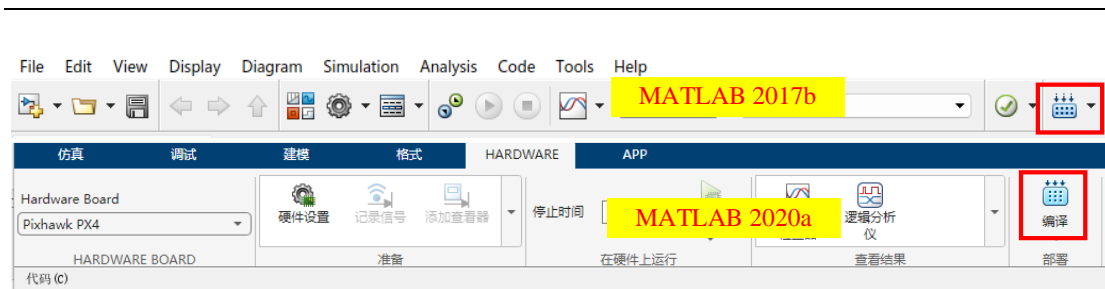 File Edit View Display Diagram Simulation Analysis Code Tools Help
MATLAB 2017b
仿真 调试 建模 格式 HARDWARE APP
Hardware Board
Pixhawk PX4
硬件设置 记录信号 添加查看器 停止时间 MATLAB 2020a 逻辑分析仪 编译
HARDWARE BOARD 准备 在硬件上运行 查看结果 部署
代码 (C)